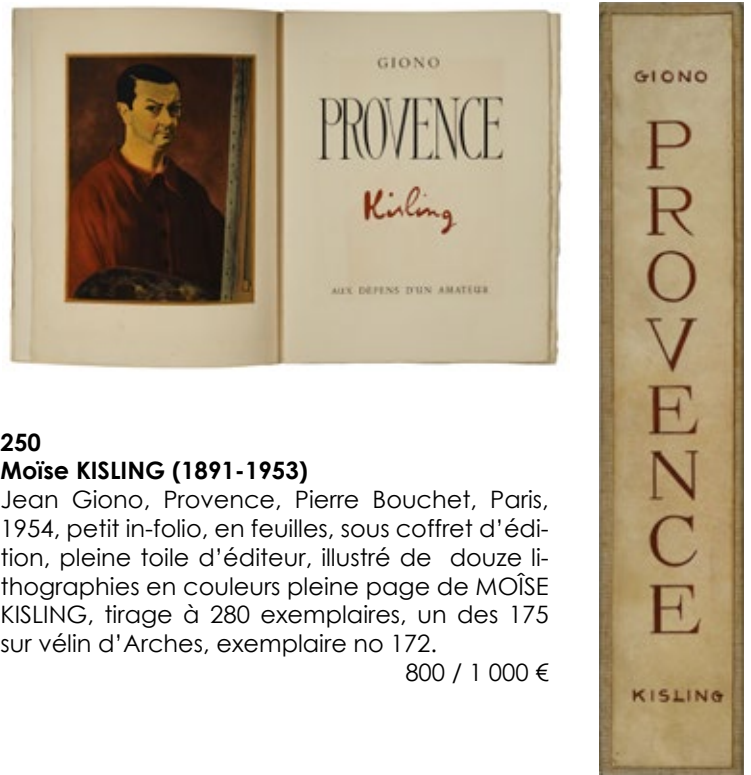 GIONO
PROVENCE
Kisling
AUX DEPENS D'UN AMATEUR
GIONO
PROVENCE
KISLING
250
Moïse KISLING (1891-1953)
Jean Giono, Provence, Pierre Bouchet, Paris,
1954, petit in-folio, en feuilles, sous coffret d'édi-
tion, pleine toile d'éditeur, illustré de douze li-
thographies en couleurs pleine page de MOÎSE
KISLING, tirage à 280 exemplaires, un des 175
sur vélin d'Arches, exemplaire no 172.
800 / 1 000 €